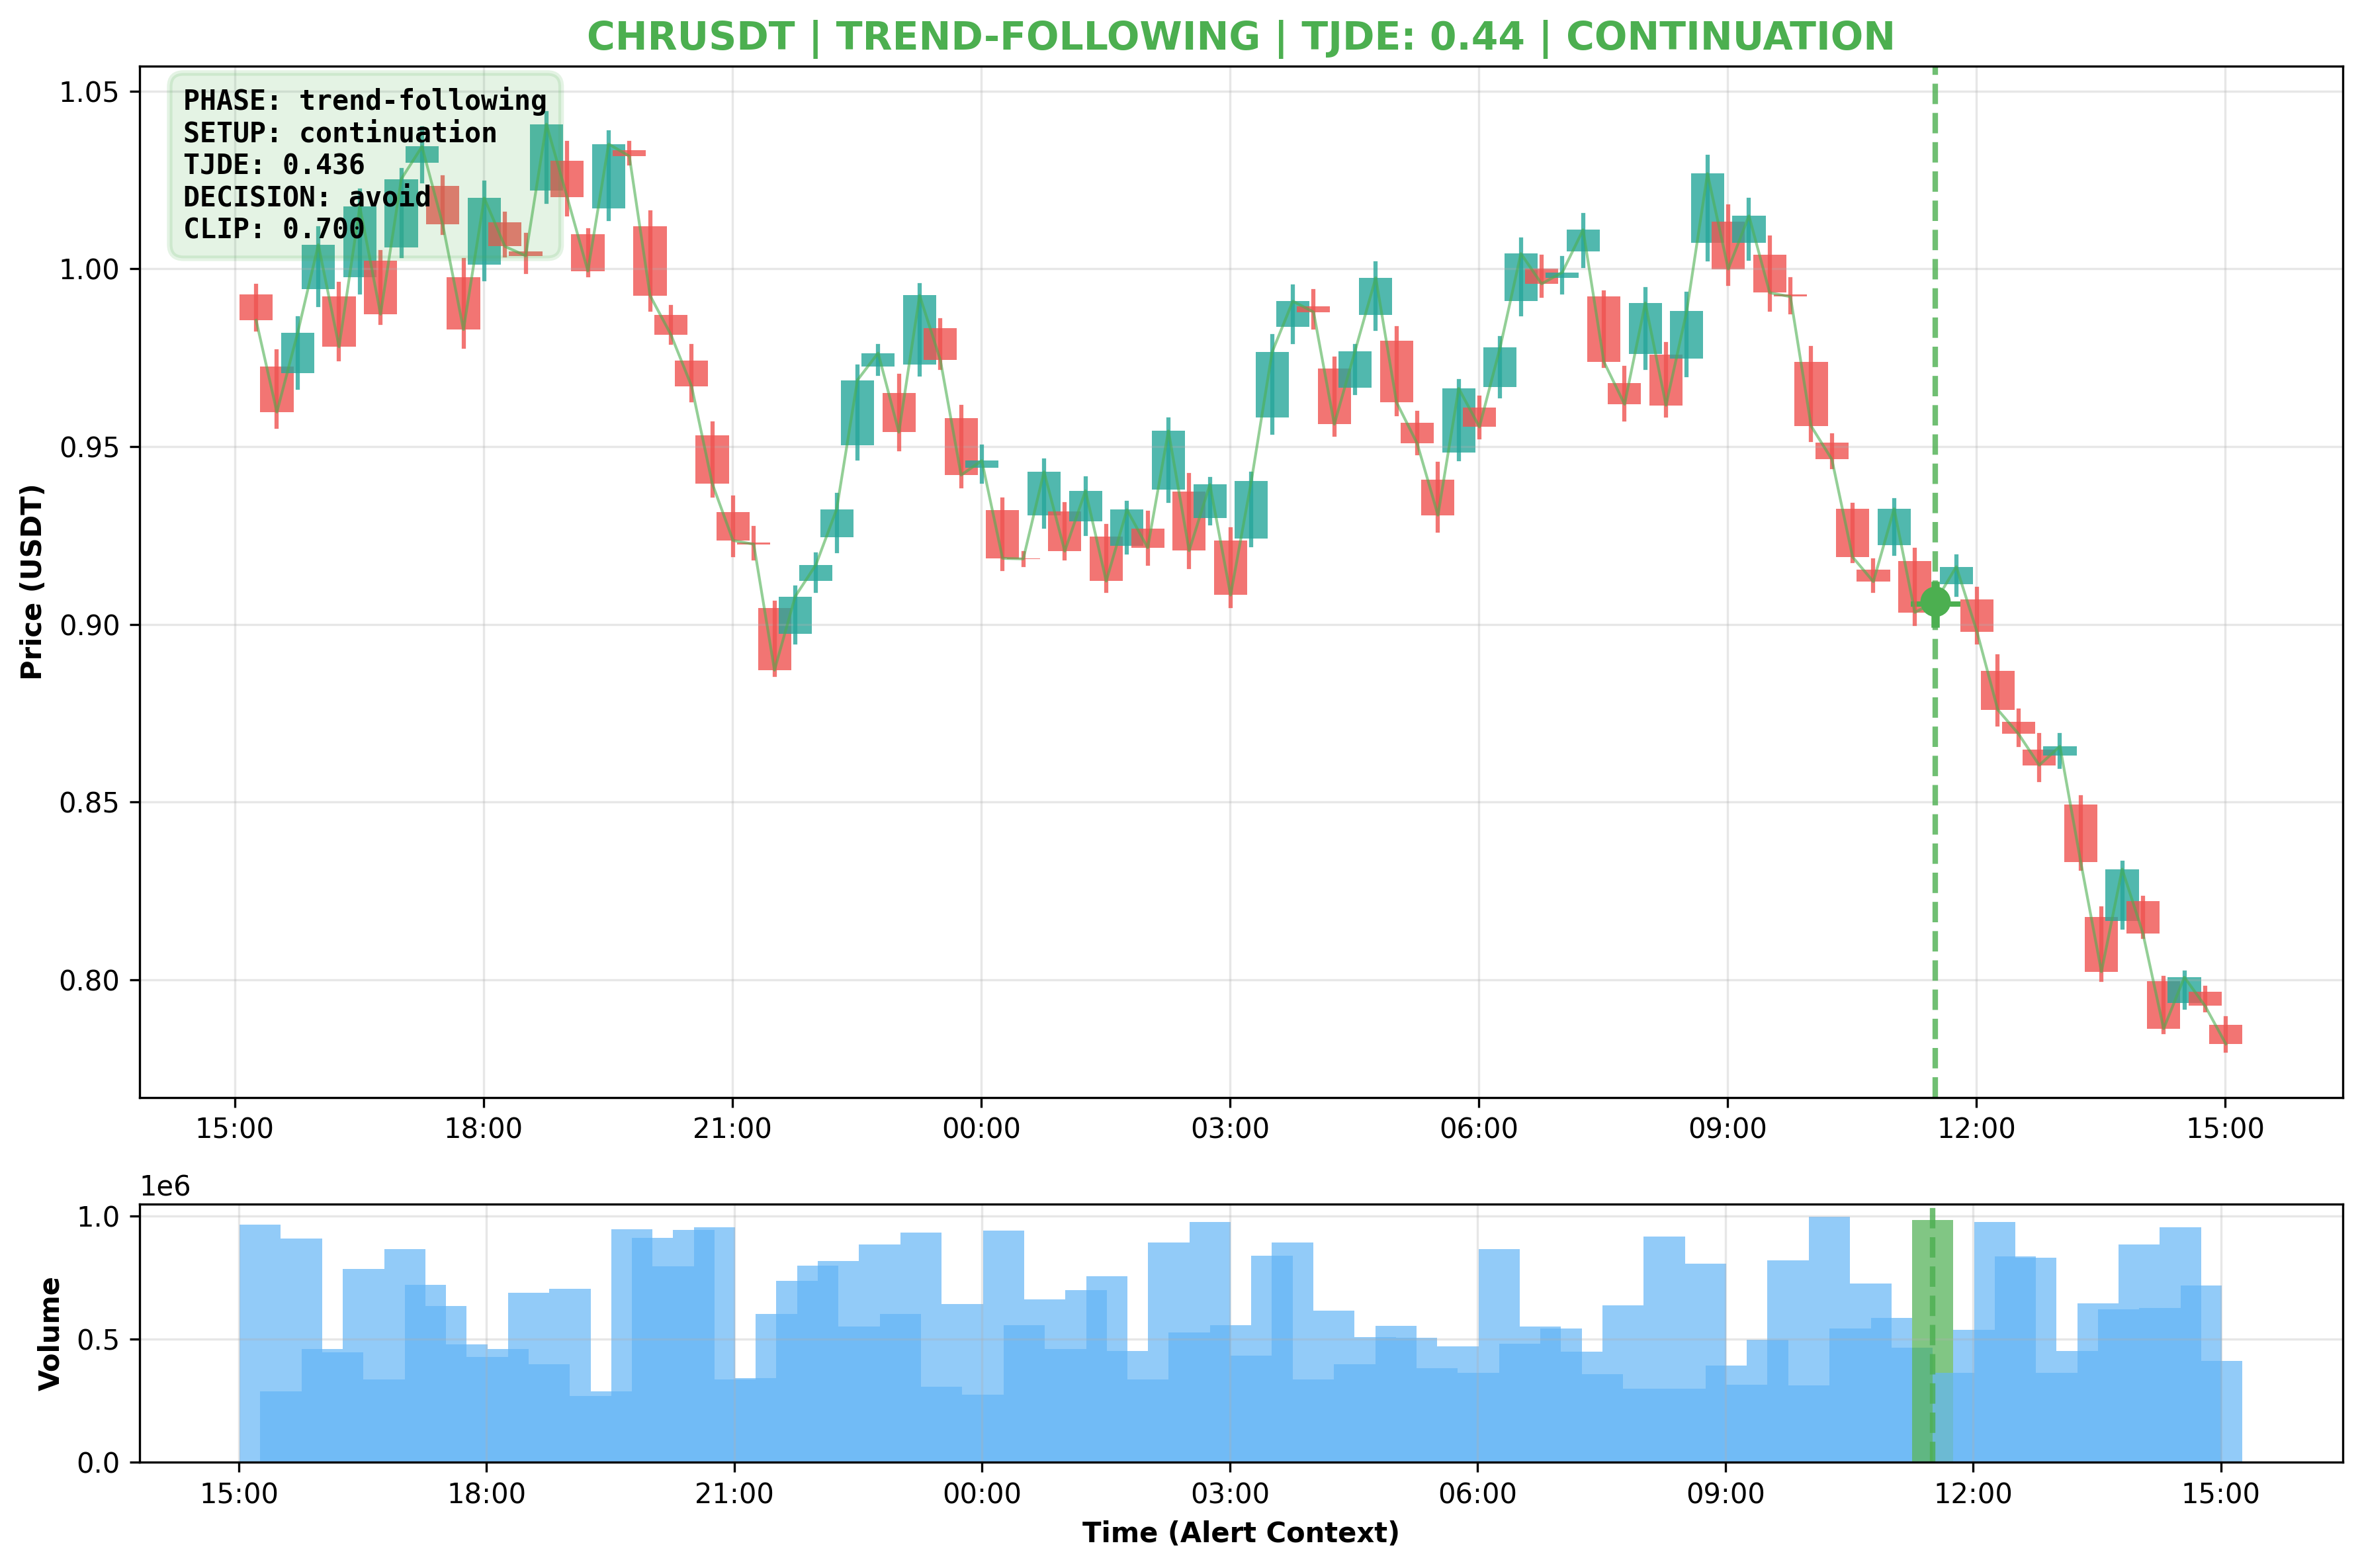 CHRUSDT | TREND-FOLLOWING | TJDE: 0.44 | CONTINUATION
PHASE: trend-following
SETUP: continuation
TJDE: 0.436
DECISION: avoid
CLIP: 0.700
Price (USDT)
1.05
1.00
0.95
0.90
0.85
0.80
15:00 18:00 21:00 00:00 03:00 06:00 09:00 12:00 15:00
1e6
Volume
1.0
0.5
0.0
15:00 18:00 21:00 00:00 03:00 06:00 09:00 12:00 15:00
Time (Alert Context)